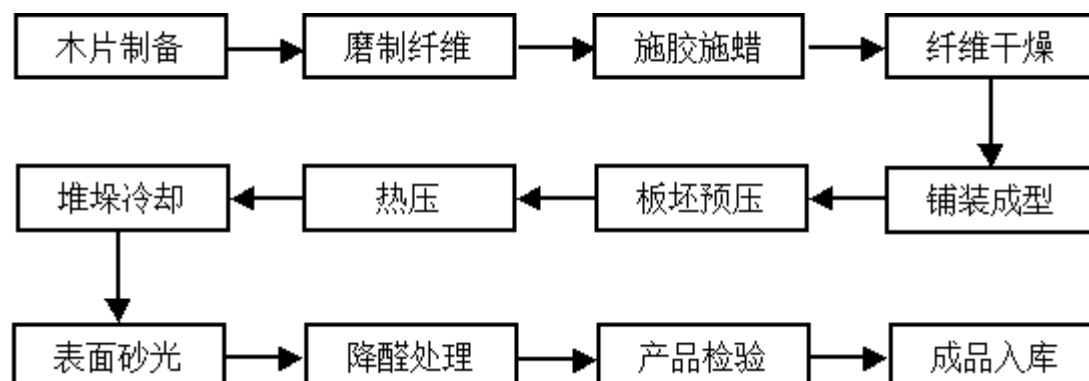 木片制备
磨制纤维
施胶施蜡
纤维干燥
铺装成型
板坯预压
热压
堆垛冷却
表面砂光
降醛处理
产品检验
成品入库